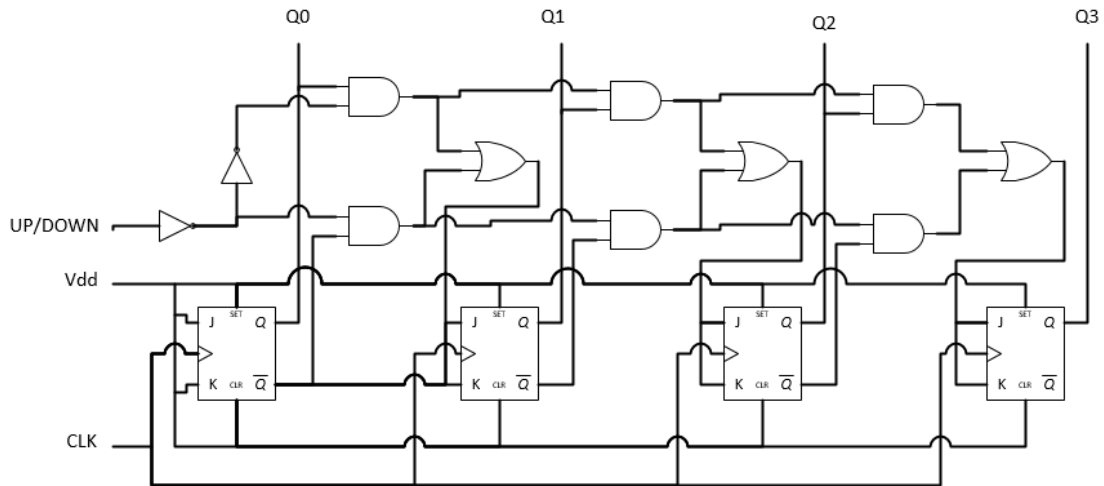 Q0 Q1 Q2 Q3
UP/DOWN
Vdd
SET SET SET SET
J Q J Q J Q J Q
K CLR Q K CLR Q K CLR Q K CLR Q
CLK